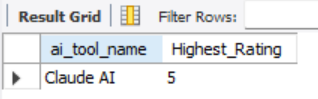 Result Grid Filter Rows:
ai_tool_name Highest_Rating
Claude AI 5